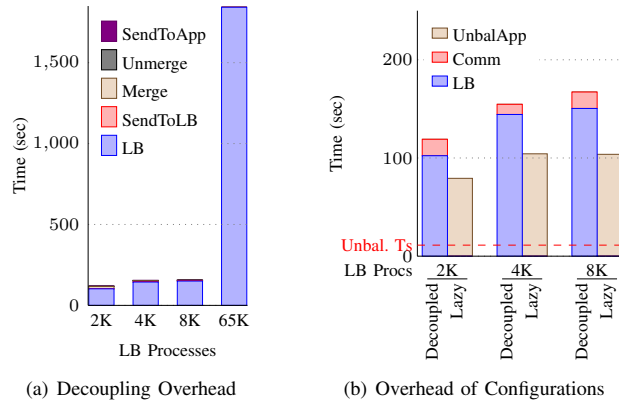 SendToApp
Unmerge
Merge
SendToLB
LB
1,500
1,000
500
0
Time (sec)
2K 4K 8K 65K
LB Processes
(a) Decoupling Overhead
UnbalApp
Comm
LB
200
100
0
Time (sec)
Unbal. Ts
LB Procs 2K 4K 8K
Decoupled Lazy Decoupled Lazy Decoupled Lazy
(b) Overhead of Configurations